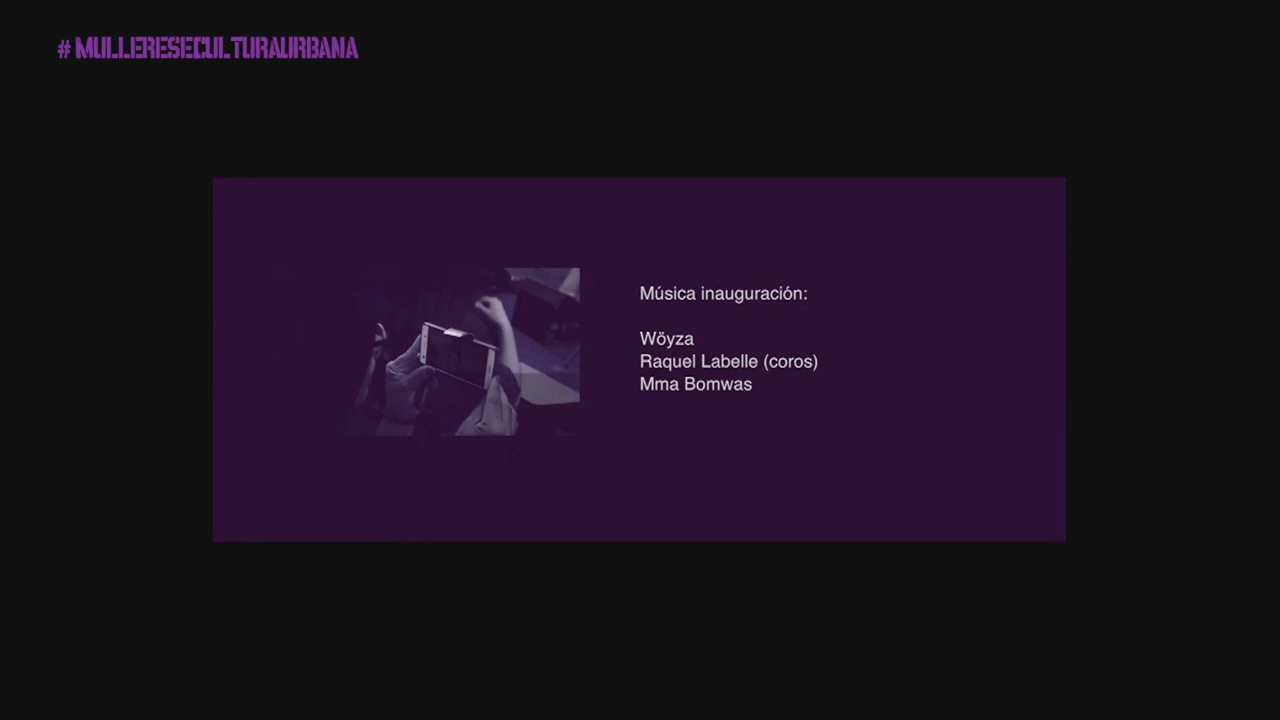 # MULLERESECULTURAURBANA
Música inauguración:
Wöyza
Raquel Labelle (coros)
Mma Bomwas